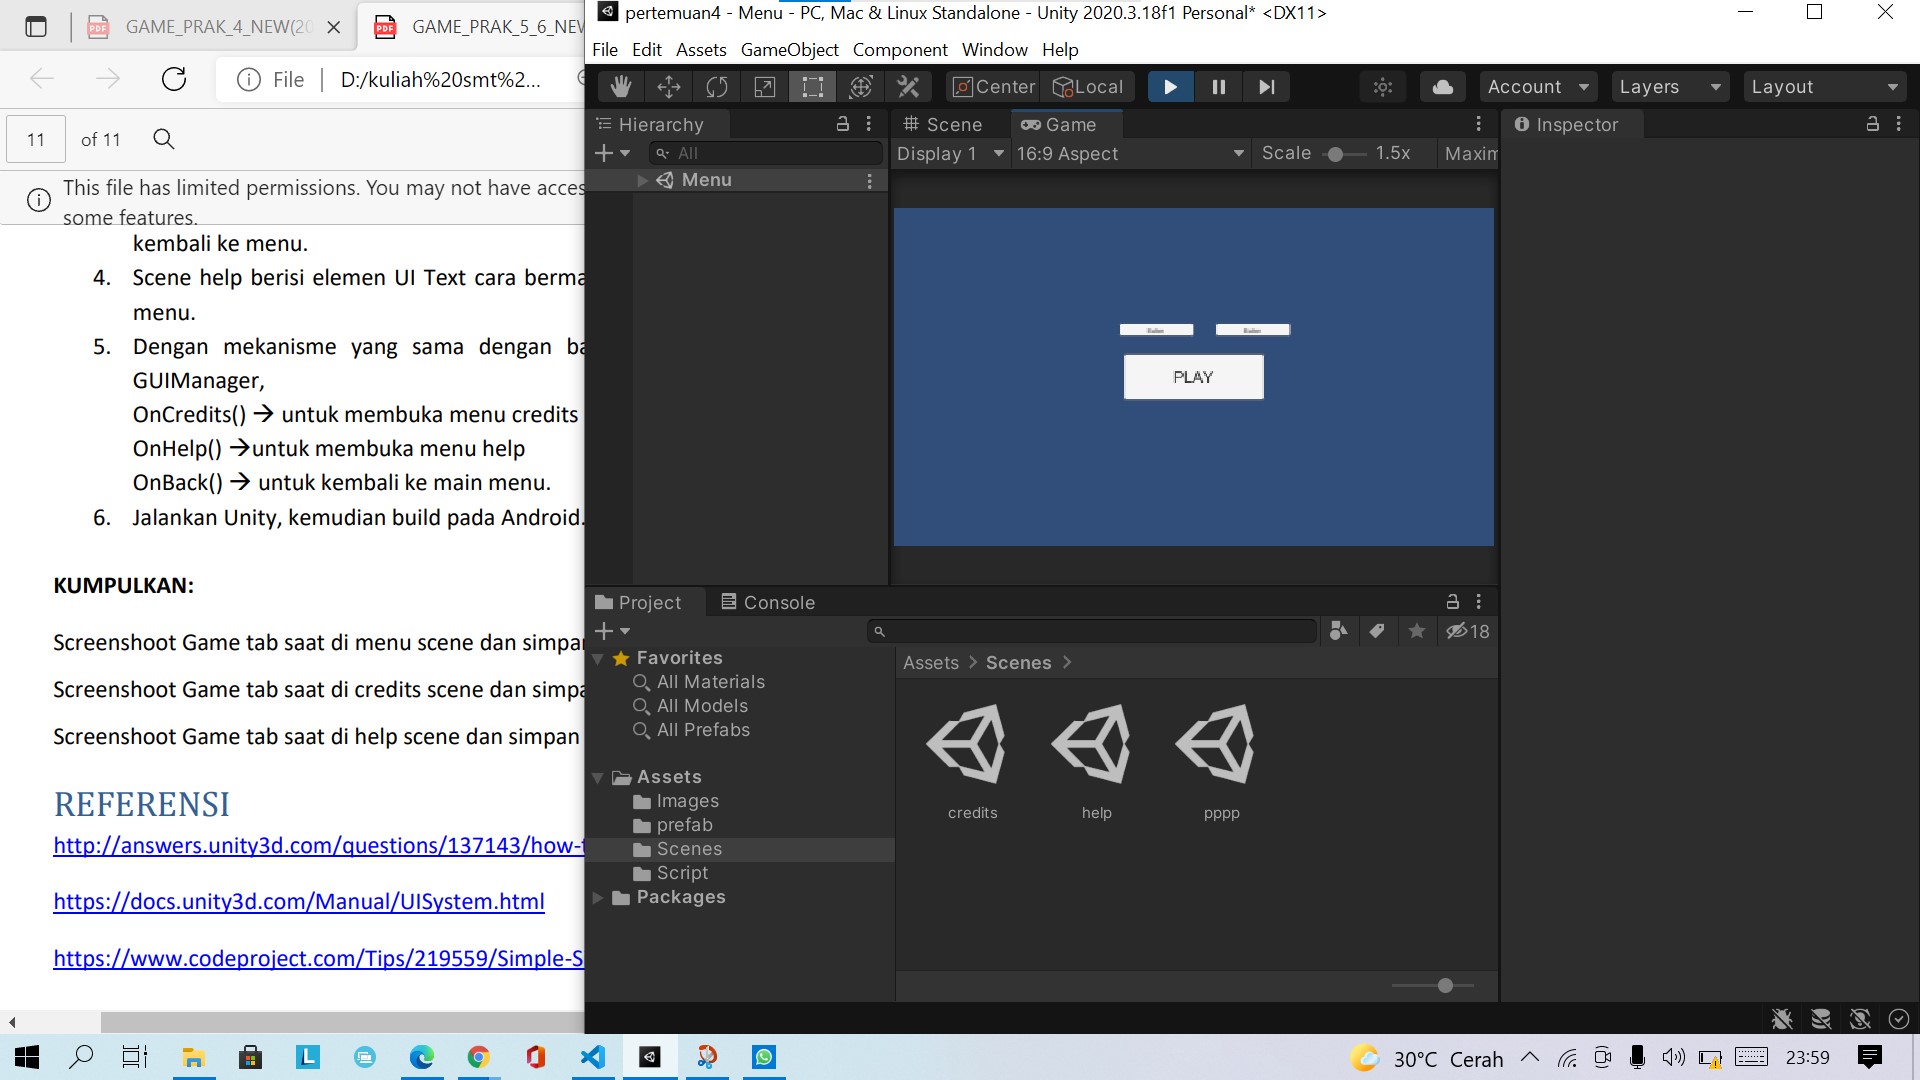 GAME_PRAK_4_NEW(20
GAME_PRAK_5_6_NEW
File
D:/kuliah%20smt%2...
11
of 11
This file has limited permissions. You may not have acces
some features.
kembali ke menu.
4. Scene help berisi elemen UI Text cara berma
menu.
5. Dengan mekanisme yang sama dengan ba
GUIManager,
OnCredits() → untuk membuka menu credits
OnHelp() →untuk membuka menu help
OnBack() → untuk kembali ke main menu.
6. Jalankan Unity, kemudian build pada Android.
KUMPULKAN:
Screenshoot Game tab saat di menu scene dan simpan
Screenshoot Game tab saat di credits scene dan simpa
Screenshoot Game tab saat di help scene dan simpan
REFERENSI
http://answers.unity3d.com/questions/137143/how-t
https://docs.unity3d.com/Manual/UISystem.html
https://www.codeproject.com/Tips/219559/Simple-S
pertemuan4 - Menu - PC, Mac & Linux Standalone - Unity 2020.3.18f1 Personal* <DX11>
File Edit Assets GameObject Component Window Help
Center Local Account Layers Layout
Hierarchy
All
Menu
Scene Game
Display 1 16:9 Aspect Scale 1.5x Maxim
Button Button
PLAY
Inspector
Project Console
18
Favorites
All Materials
All Models
All Prefabs
Assets
Images
prefab
Scenes
Script
Packages
Assets > Scenes >
credits help pppp
30°C Cerah 23:59